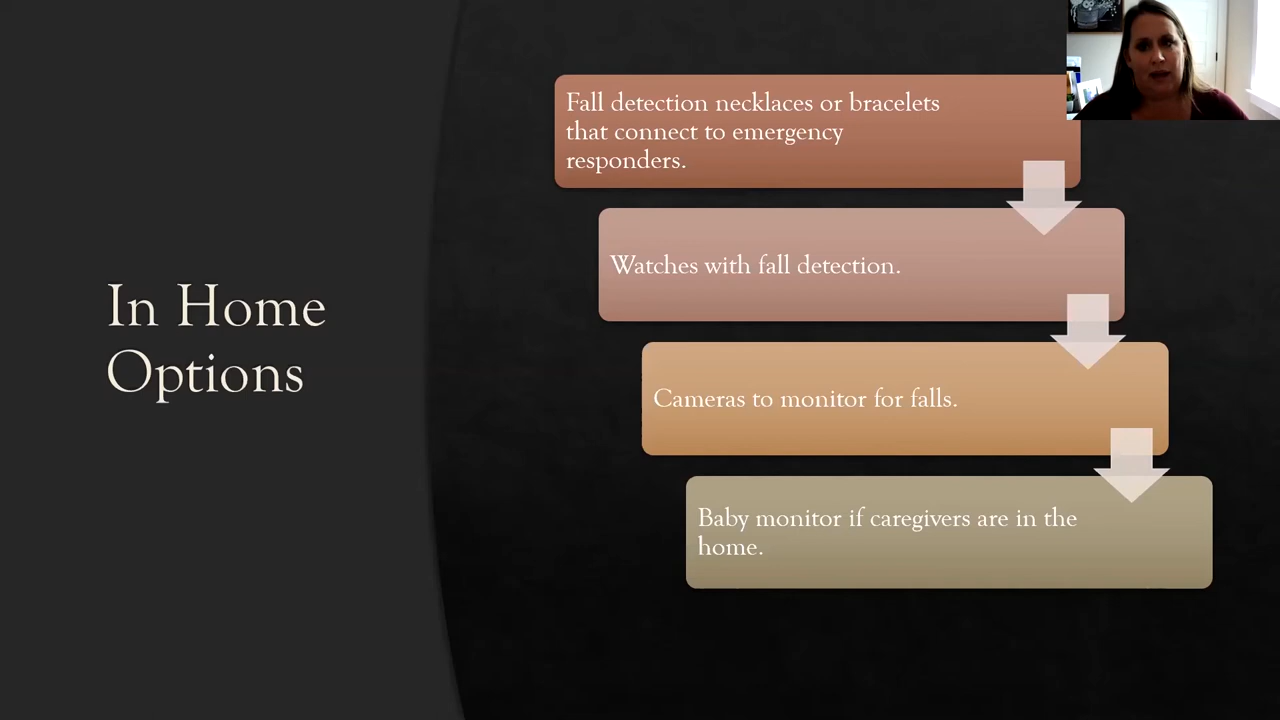 In Home
Options
Fall detection necklaces or bracelets
that connect to emergency
responders.
Watches with fall detection.
Cameras to monitor for falls.
Baby monitor if caregivers are in the
home.